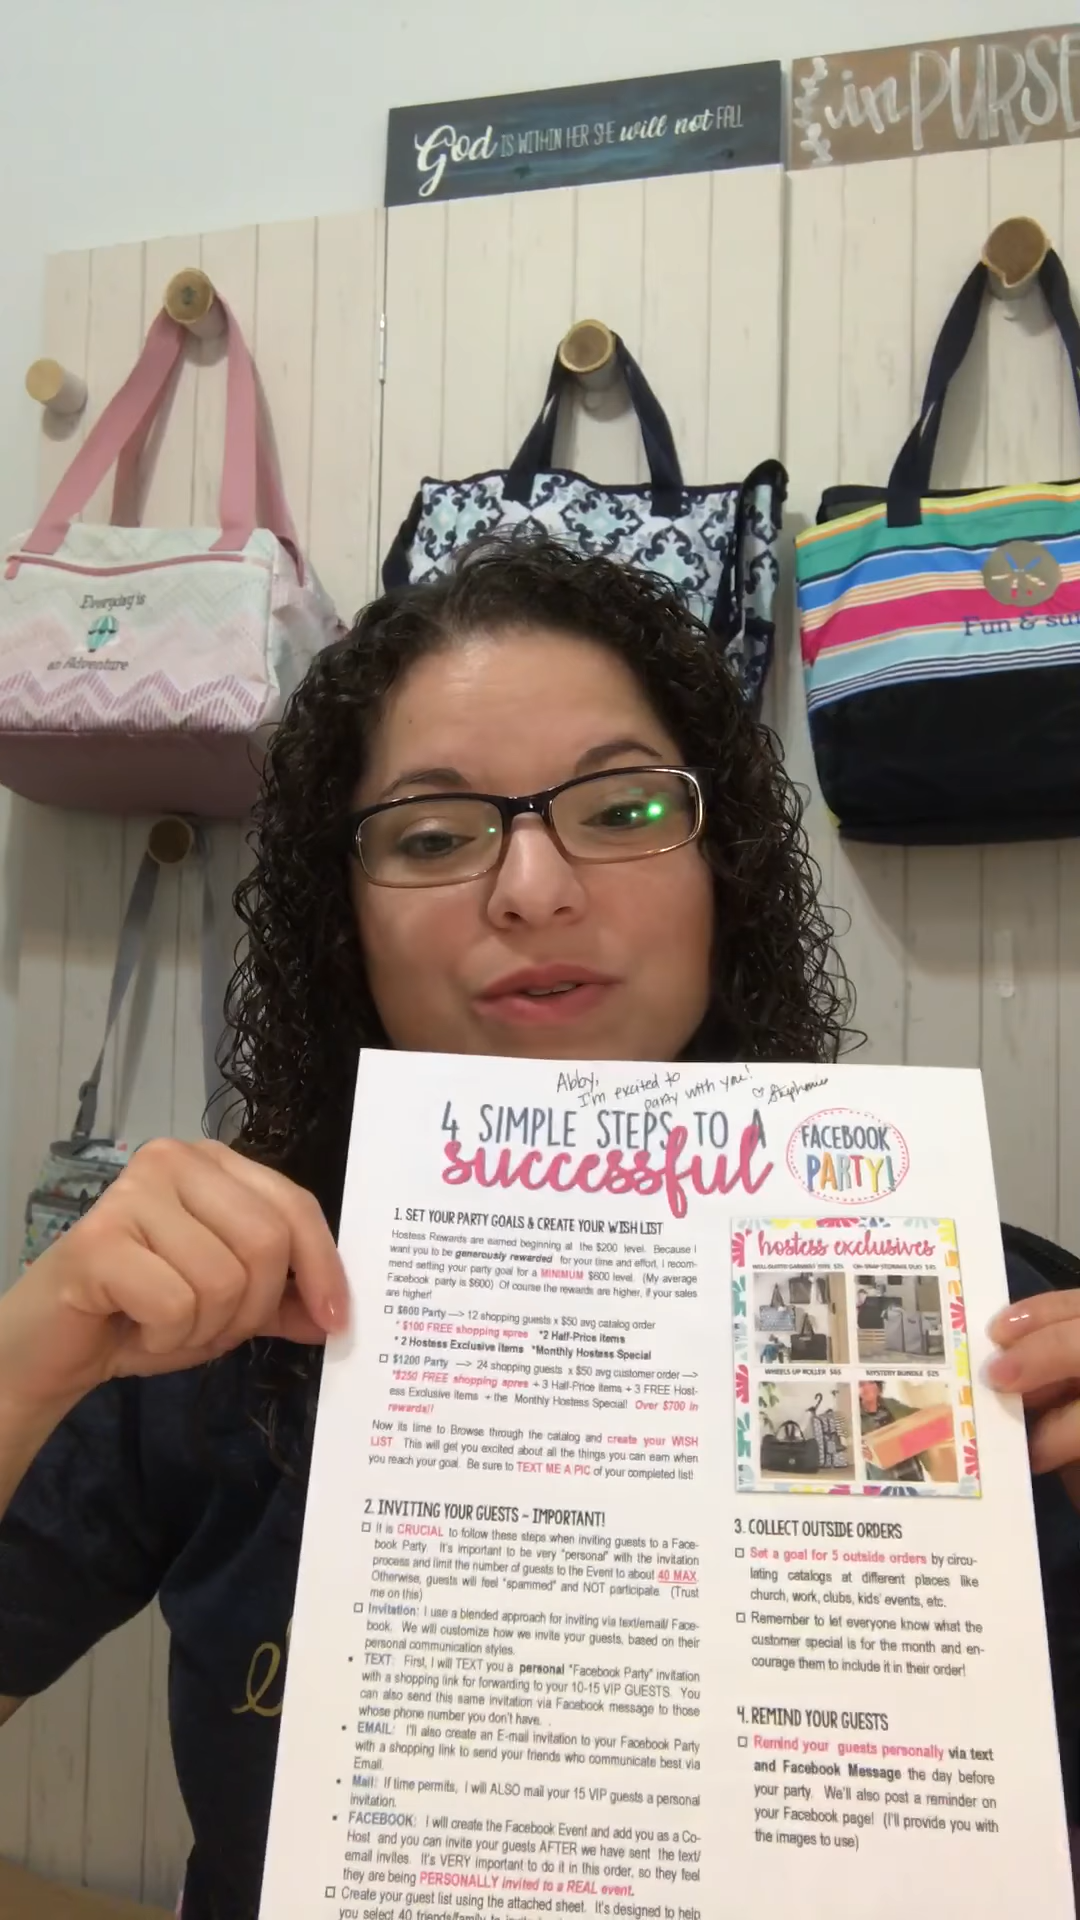 God IS WITHIN HER SHE will not FALL
in PURSE
Everyday is
an Adventure
Fun & sun
Abby,
I'm excited to
party with you!
♡ Stephanie
4 SIMPLE STEPS TO A
successful
FACEBOOK
PARTY!
1. SET YOUR PARTY GOALS & CREATE YOUR WISH LIST
Hostess Rewards are earned beginning at the $200 level. Because I
want you to be generously rewarded for your time and effort, I recom-
mend setting your party goal for a MINIMUM $600 level. (My average
Facebook party is $600) Of course the rewards are higher, if your sales
are higher!
☐ $600 Party —> 12 shopping guests x $50 avg catalog order
* $100 FREE shopping spree *2 Half-Price items
* 2 Hostess Exclusive items *Monthly Hostess Special
☐ $1200 Party —> 24 shopping guests x $50 avg customer order —>
*$250 FREE shopping spree + 3 Half-Price items + 3 FREE Host-
ess Exclusive items + the Monthly Hostess Special! Over $700 in
rewards!!
Now its time to Browse through the catalog and create your WISH
LIST This will get you excited about all the things you can earn when
you reach your goal. Be sure to TEXT ME A PIC of your completed list!
2. INVITING YOUR GUESTS - IMPORTANT!
☐ It is CRUCIAL to follow these steps when inviting guests to a Face-
book Party. It's important to be very "personal" with the invitation
process and limit the number of guests to the Event to about 40 MAX.
Otherwise, guests will feel "spammed" and NOT participate. (Trust
me on this)
☐ Invitation: I use a blended approach for inviting via text/email/ Face-
book. We will customize how we invite your guests, based on their
personal communication styles.
• TEXT: First, I will TEXT you a personal "Facebook Party" invitation
with a shopping link for forwarding to your 10-15 VIP GUESTS. You
can also send this same invitation via Facebook message to those
whose phone number you don't have. .
• EMAIL: I'll also create an E-mail invitation to your Facebook Party
with a shopping link to send your friends who communicate best via
Email.
• Mail: If time permits, I will ALSO mail your 15 VIP guests a personal
invitation.
• FACEBOOK: I will create the Facebook Event and add you as a Co-
Host and you can invite your guests AFTER we have sent the text/
email invites. It's VERY important to do it in this order, so they feel
they are being PERSONALLY invited to a REAL event.
☐ Create your guest list using the attached sheet. It's designed to help
you select 40 friends/family to
hostess exclusives
WHEELS UP ROLLER $65
MYSTERY BUNDLE $25
3. COLLECT OUTSIDE ORDERS
☐ Set a goal for 5 outside orders by circu-
lating catalogs at different places like
church, work, clubs, kids' events, etc.
☐ Remember to let everyone know what the
customer special is for the month and en-
courage them to include it in their order!
4. REMIND YOUR GUESTS
☐ Remind your guests personally via text
and Facebook Message the day before
your party. We'll also post a reminder on
your Facebook page! (I'll provide you with
the images to use)